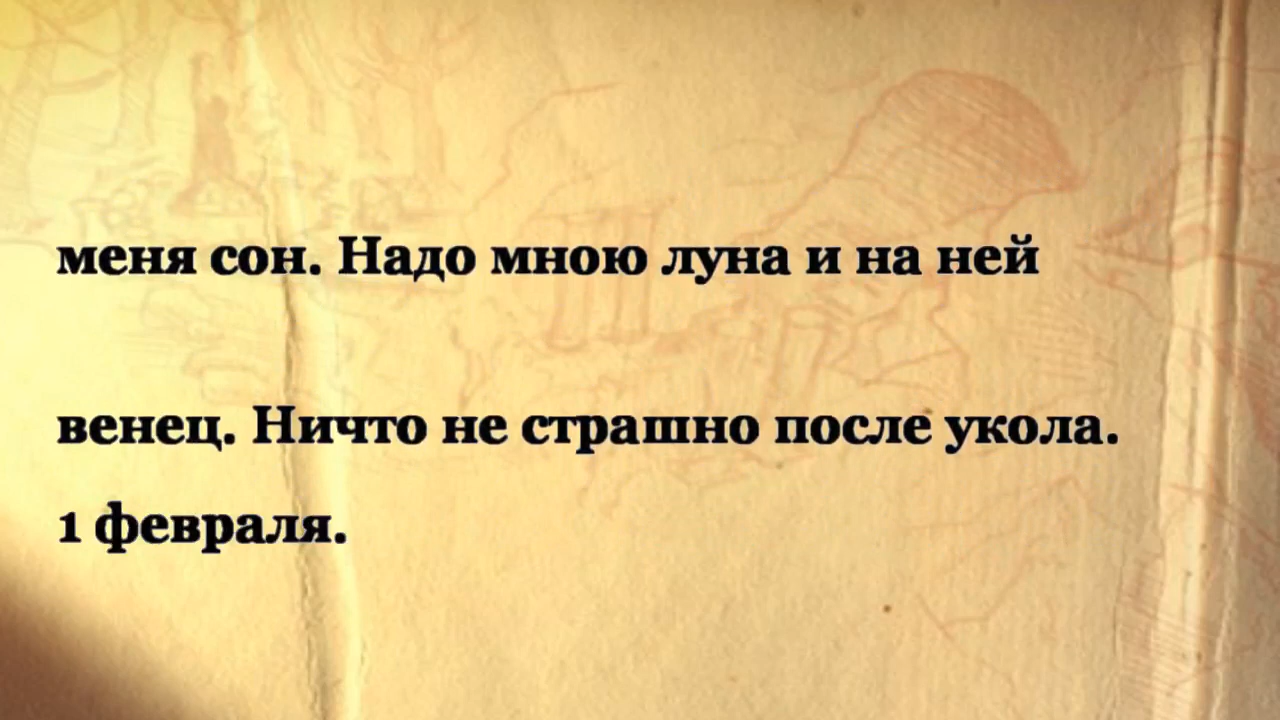 меня сон. Надо мною луна и на ней
венец. Ничто не страшно после укола.
1 февраля.